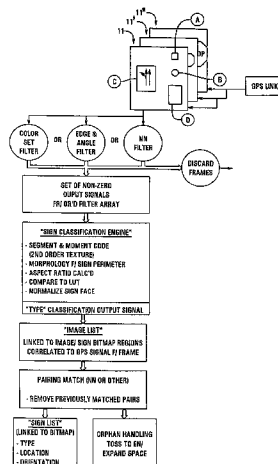 11"
11'
11
A
B
C
D
GPS LINK
COLOR
SET
FILTER
OR
EDGE &
ANGLE
FILTER
OR
NN
FILTER
DISCARD
FRAMES
SET OF NON-ZERO
OUPUT SIGNALS
FR/ OR'D FILTER ARRAY
"SIGN CLASSIFICATION ENGINE"
- SEGMENT & MOMENT CODE
(2ND ORDER TEXTURE)
- MORPHOLOGY F/ SIGN PERIMETER
- ASPECT RATIO CALC'D
- COMPARE TO LUT
- NORMALIZE SIGN FACE
"TYPE" CLASSIFICATION OUTPUT SIGNAL
"IMAGE LIST"
LINKED TO IMAGE/ SIGN BITMAP REGIONS
CORRELATED TO GPS SIGNAL F/ FRAME
PAIRING MATCH (NN OR OTHER)
- REMOVE PREVIOUSLY MATCHED PAIRS
"SIGN LIST"
(LINKED TO BITMAP)
- TYPE
- LOCATION
- ORIENTATION
ORPHAN HANDLING
TOSS TO EN/
EXPAND SPACE